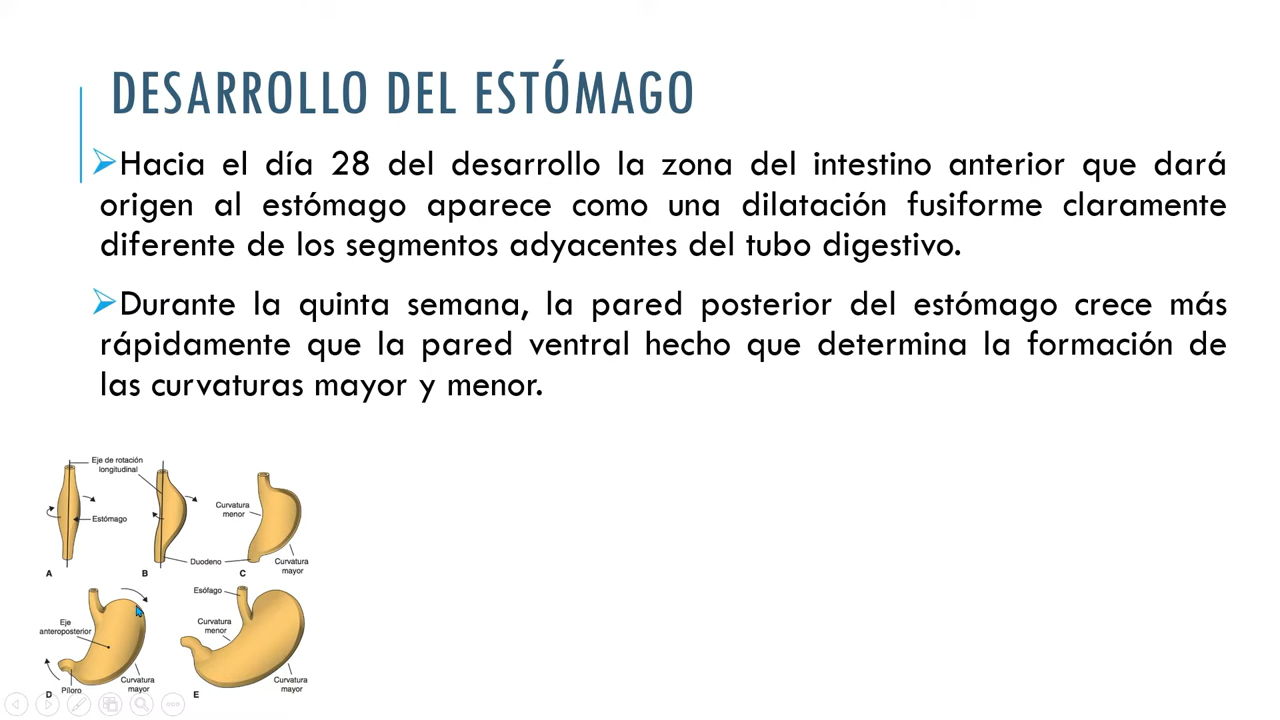 DESARROLLO DEL ESTÓMAGO
Hacia el día 28 del desarrollo la zona del intestino anterior que dará
origen al estómago aparece como una dilatación fusiforme claramente
diferente de los segmentos adyacentes del tubo digestivo.
Durante la quinta semana, la pared posterior del estómago crece más
rápidamente que la pared ventral hecho que determina la formación de
las curvaturas mayor y menor.
Eje de rotación
longitudinal
Estómago
Curvatura
menor
Duodeno
Curvatura
mayor
A
B
C
Eje
anteroposterior
Píloro
Curvatura
mayor
D
Esófago
Curvatura
menor
Curvatura
mayor
E